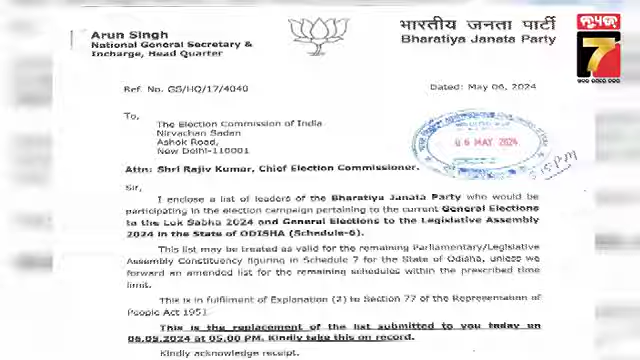 Arun Singh
National General Secretary &
Incharge, Head Quarter
भारतीय जनता पार्टी
Bharatiya Janata Party
ନ୍ୟୁଜ୍
7
Ref. No. GS/HQ/17/4040
Dated: May 06, 2024
To,
The Election Commission of India
Nirvachan Sadan
Ashok Road,
New Delhi-110001
06 MAY 2024
Attn: Shri Rajiv Kumar, Chief Election Commissioner.
Sir,
I enclose a list of leaders of the Bharatiya Janata Party who would be
participating in the election campaign pertaining to the current General Elections
to the Lok Sabha 2024 and General Elections to the Legislative Assembly
2024 in the State of ODISHA (Schedule-6).
This list may be treated as valid for the remaining Parliamentary/Legislative
Assembly Constituency figuring in Schedule 7 for the State of Odisha, unless we
forward an amended list for the remaining schedules within the prescribed time
limit.
This is in fulfilment of Explanation (2) to Section 77 of the Representation of
People Act 1951.
This is the replacement of the list submitted to you today on
06.05.2024 at 05.00 PM. Kindly take this on record.
Kindly acknowledge receipt.